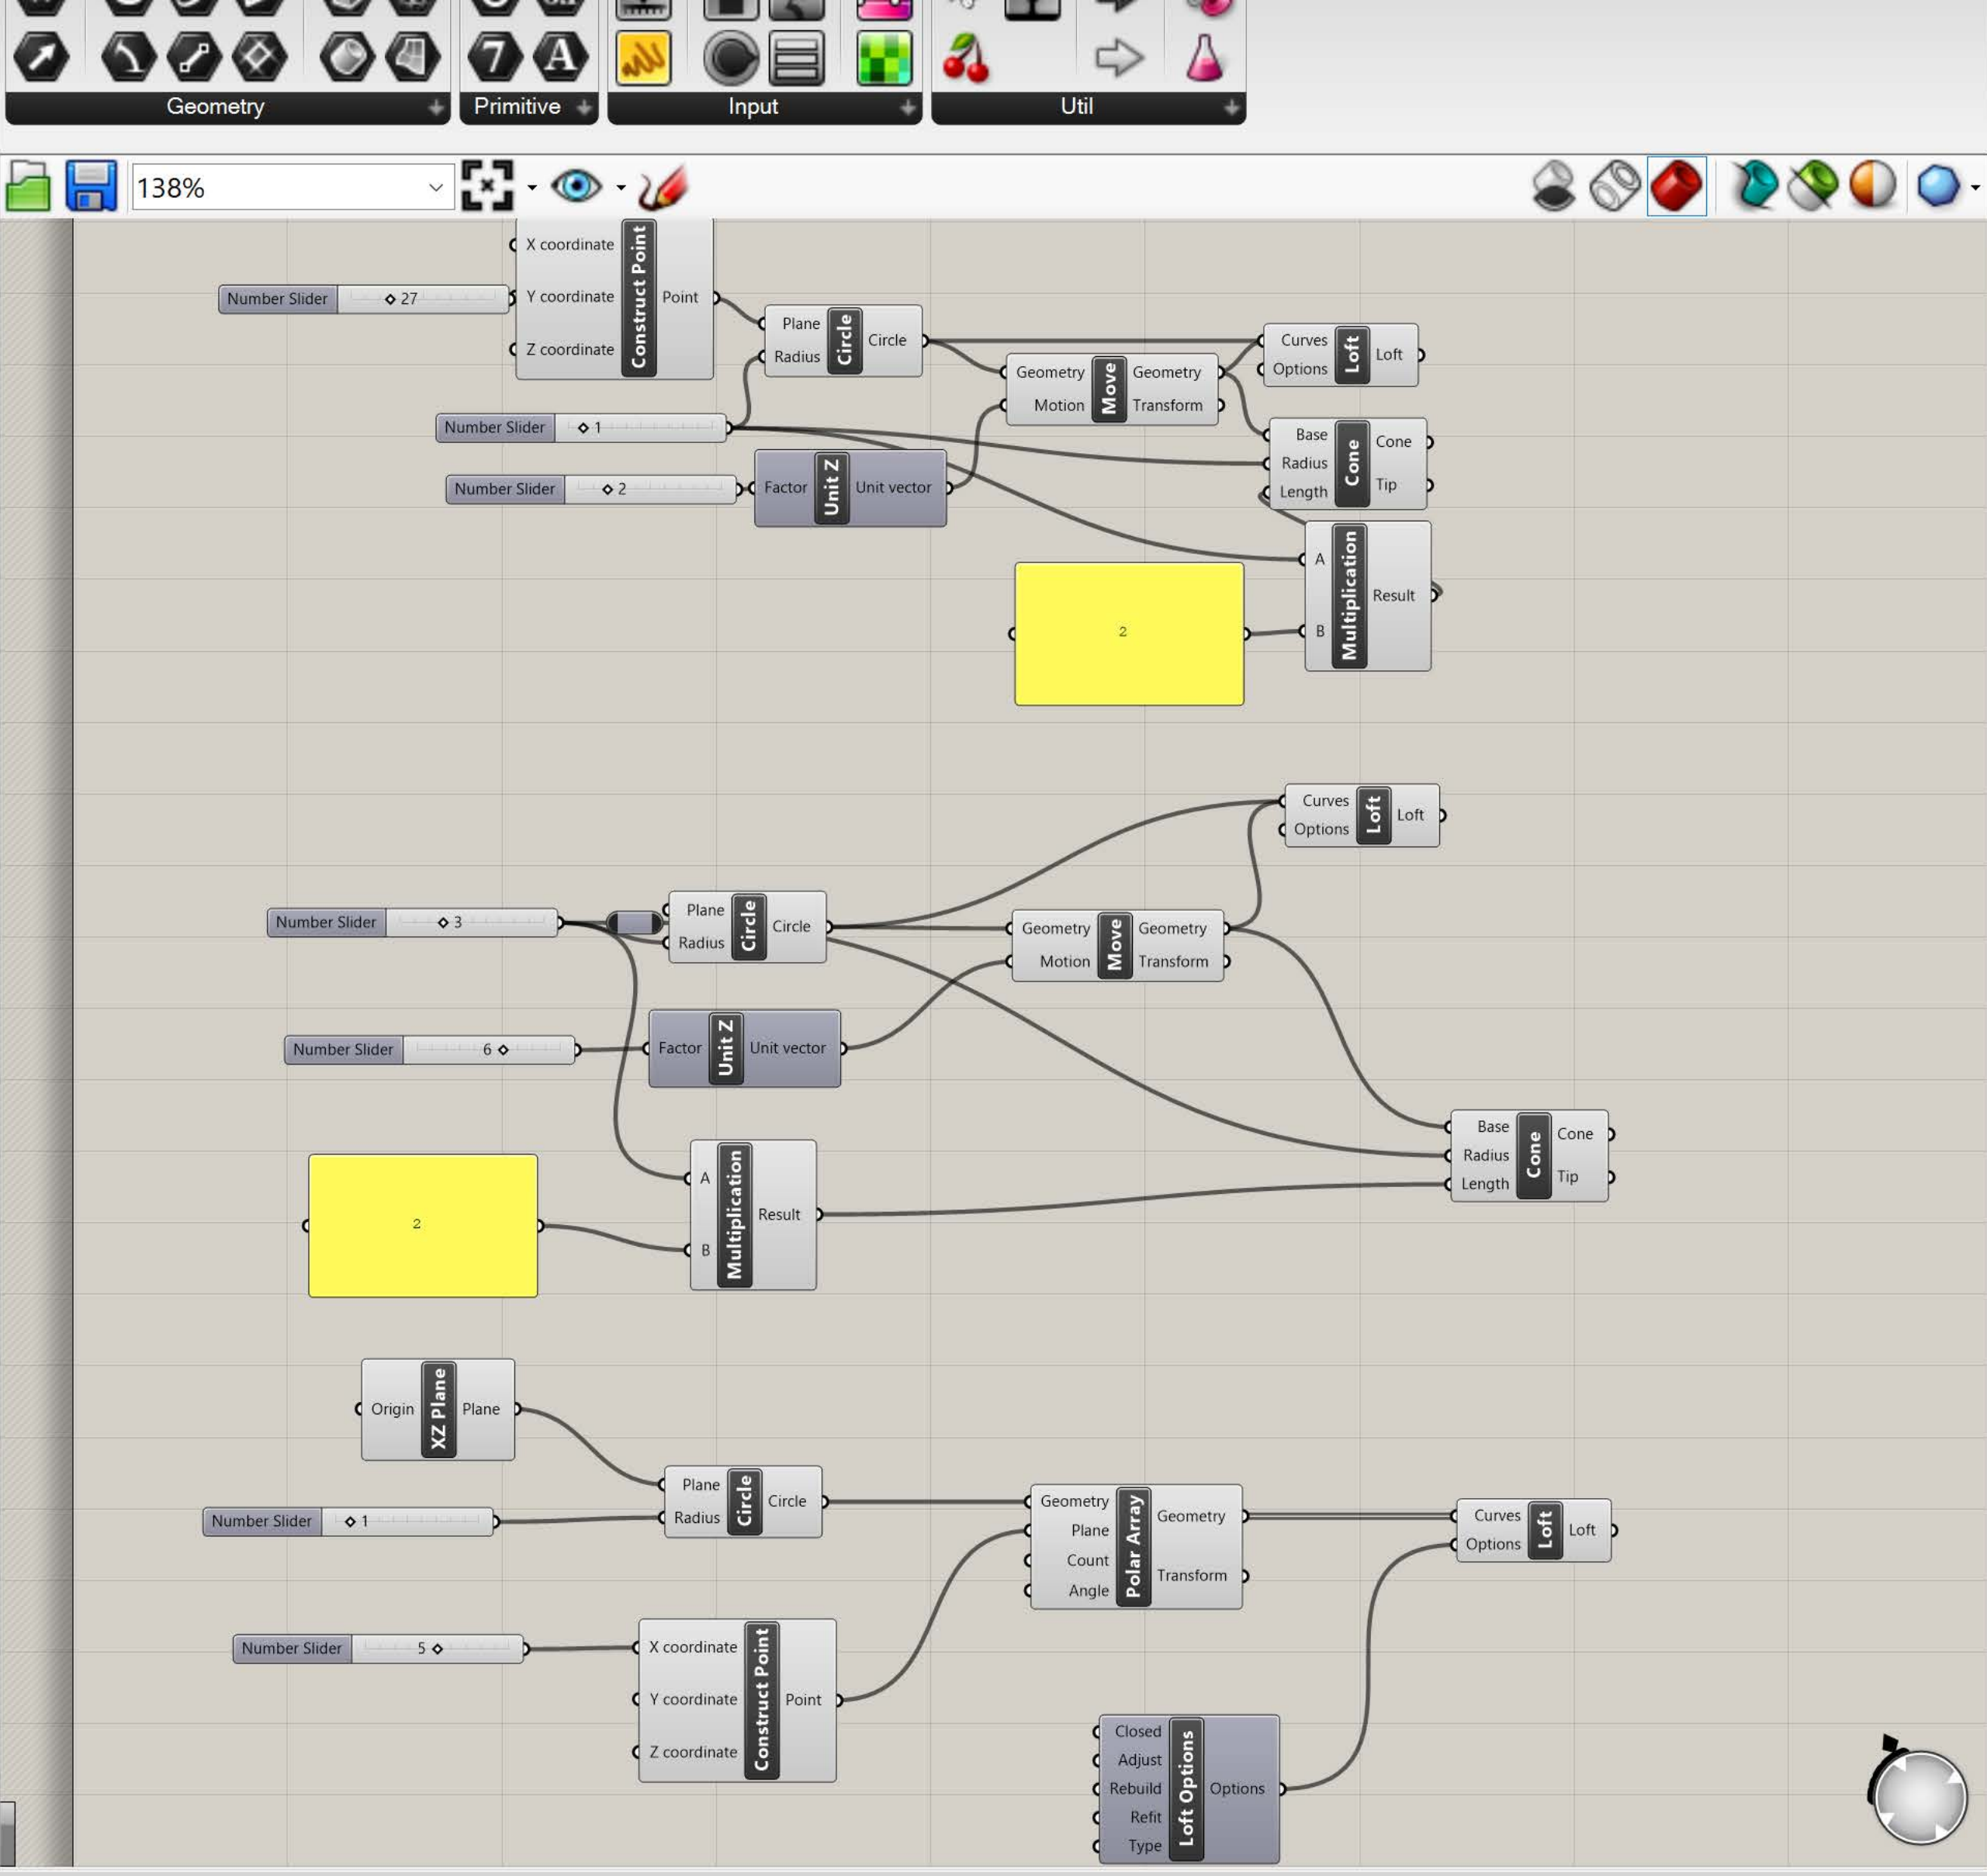 Geometry
Primitive
Input
Util
7
A
138%
X coordinate
Y coordinate
Z coordinate
Construct Point
Point
Number Slider
27
Plane
Radius
Circle
Circle
Curves
Options
Loft
Loft
Geometry
Motion
Move
Geometry
Transform
Number Slider
1
Base
Radius
Length
Cone
Cone
Tip
Number Slider
2
Factor
Unit Z
Unit vector
A
B
Multiplication
Result
2
Curves
Options
Loft
Loft
Number Slider
3
Plane
Radius
Circle
Circle
Geometry
Motion
Move
Geometry
Transform
Number Slider
6
Factor
Unit Z
Unit vector
Base
Radius
Length
Cone
Cone
Tip
2
A
B
Multiplication
Result
Origin
XZ Plane
Plane
Plane
Radius
Circle
Circle
Number Slider
1
Geometry
Plane
Count
Angle
Polar Array
Geometry
Transform
Curves
Options
Loft
Loft
Number Slider
5
X coordinate
Y coordinate
Z coordinate
Construct Point
Point
Closed
Adjust
Rebuild
Refit
Type
Loft Options
Options